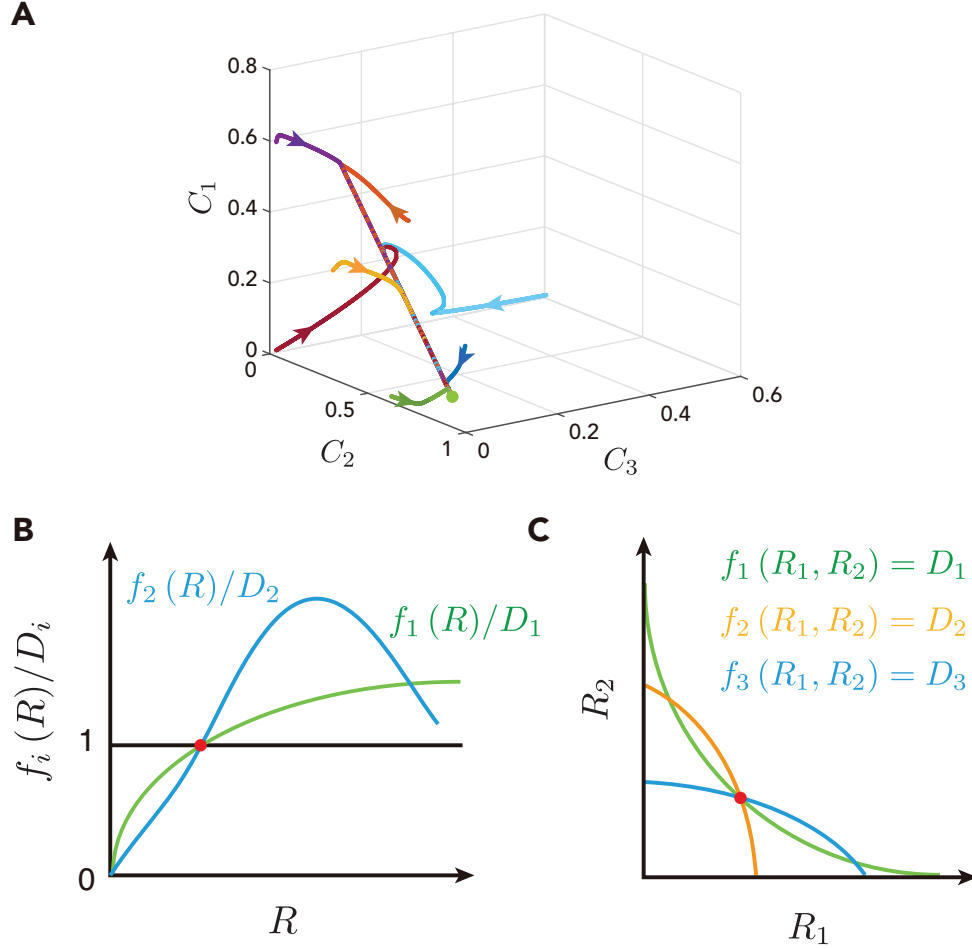 A
0.8
0.6
0.4
0.2
0
C₁
0
0.5
1
C₂
0
0.2
0.4
0.6
C₃
B
f₂ (R)/D₂
f₁ (R)/D₁
fᵢ (R)/Dᵢ
1
0
R
C
f₁ (R₁, R₂) = D₁
f₂ (R₁, R₂) = D₂
f₃ (R₁, R₂) = D₃
R₂
R₁